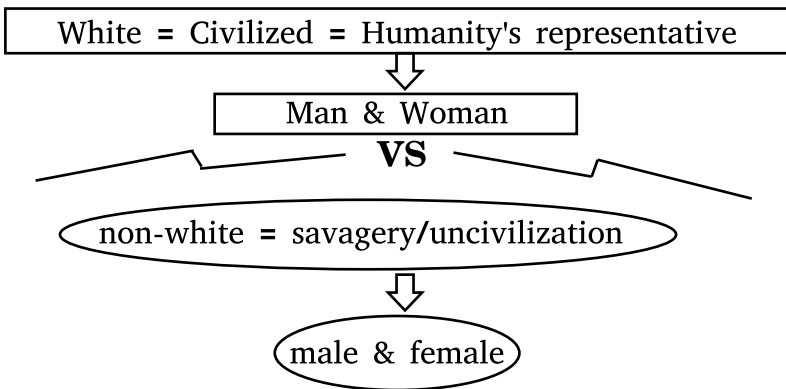 White = Civilized = Humanity's representative
Man & Woman
VS
non-white = savagery/uncivilization
male & female